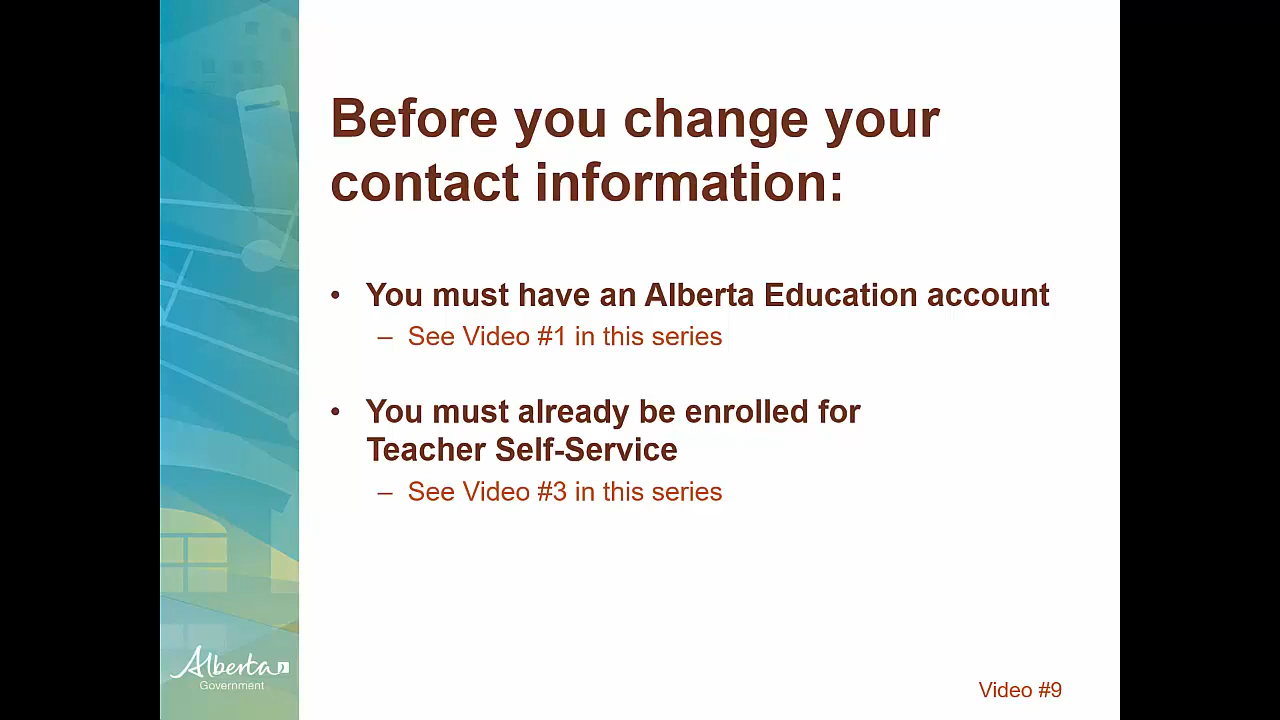 Before you change your
contact information:
• You must have an Alberta Education account
– See Video #1 in this series
• You must already be enrolled for
Teacher Self-Service
– See Video #3 in this series
Alberta
Government
Video #9